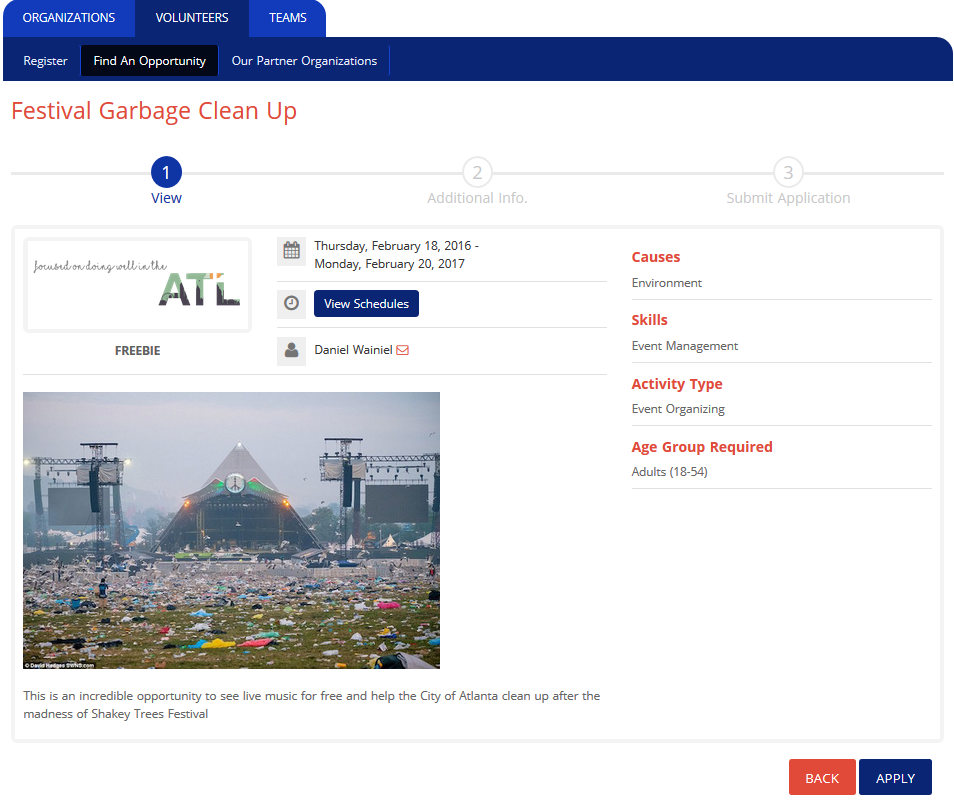 ORGANIZATIONS
VOLUNTEERS
TEAMS
Register
Find An Opportunity
Our Partner Organizations
Festival Garbage Clean Up
1
View
2
Additional Info.
3
Submit Application
focused on doing well in the
ATL
FREEBIE
Thursday, February 18, 2016 -
Monday, February 20, 2017
View Schedules
Daniel Wainiel
Causes
Environment
Skills
Event Management
Activity Type
Event Organizing
Age Group Required
Adults (18-54)
© David Hedges SWNS.com
This is an incredible opportunity to see live music for free and help the City of Atlanta clean up after the
madness of Shakey Trees Festival
BACK
APPLY